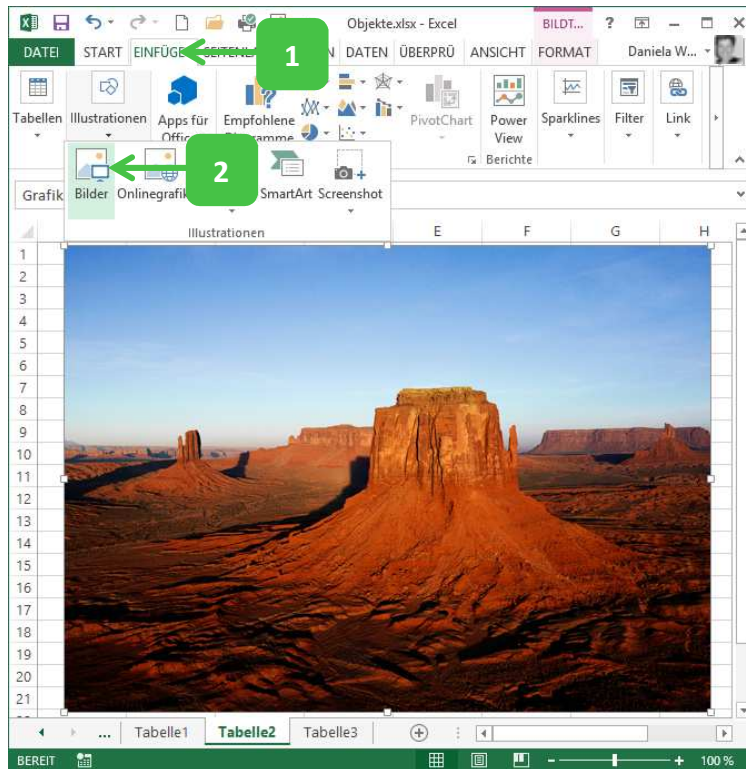 Objekte.xlsx - Excel
BILDT...
?
DATEI START EINFÜGE 1 N DATEN ÜBERPRÜ ANSICHT FORMAT Daniela W...
Tabellen Illustrationen Apps für Empfohlene PivotChart Power Sparklines Filter Link
Office Diagramme View
Berichte
Grafik
Bilder Onlinegrafik 2 SmartArt Screenshot
Illustrationen
E F G H
1
2
3
4
5
6
7
8
9
10
11
12
13
14
15
16
17
18
19
20
21
... Tabelle1 Tabelle2 Tabelle3
BEREIT 100 %